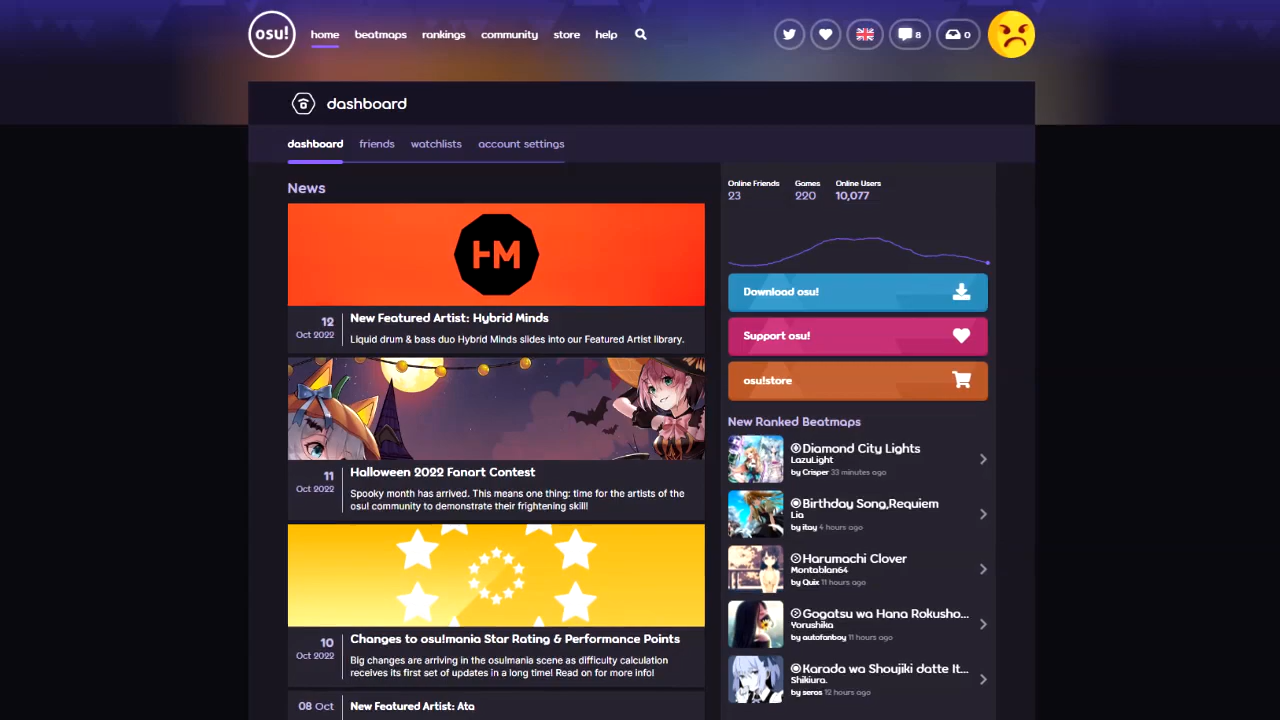 osu!
home beatmaps rankings community store help
8 0
dashboard
dashboard friends watchlists account settings
News
HM
12
Oct 2022
New Featured Artist: Hybrid Minds
Liquid drum & bass duo Hybrid Minds slides into our Featured Artist library.
11
Oct 2022
Halloween 2022 Fanart Contest
Spooky month has arrived. This means one thing: time for the artists of the
osu! community to demonstrate their frightening skill!
10
Oct 2022
Changes to osu!mania Star Rating & Performance Points
Big changes are arriving in the osu!mania scene as difficulty calculation
receives its first set of updates in a long time! Read on for more info!
08 Oct
New Featured Artist: Ata
Online Friends Games Online Users
23 220 10,077
Download osu!
Support osu!
osu!store
New Ranked Beatmaps
Diamond City Lights
LazuLight
by Crisper 33 minutes ago
Birthday Song,Requiem
Lia
by itay 4 hours ago
Harumachi Clover
Montablan64
by Quix 11 hours ago
Gogatsu wa Hana Rokusho...
Yorushika
by autofanboy 11 hours ago
Karada wa Shoujiki datte It...
Shikiura.
by seros 12 hours ago